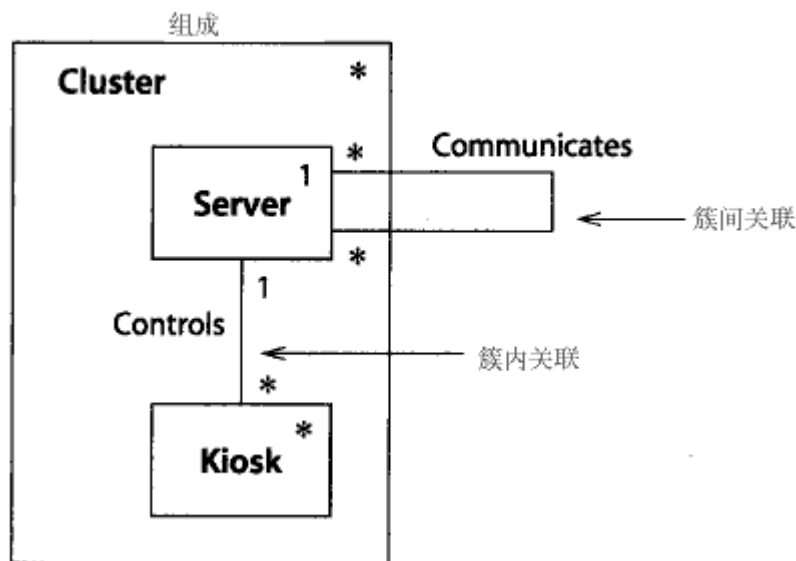 组成
Cluster
*
*
Communicates
1
Server
簇间关联
*
1
Controls
簇内关联
*
*
Kiosk